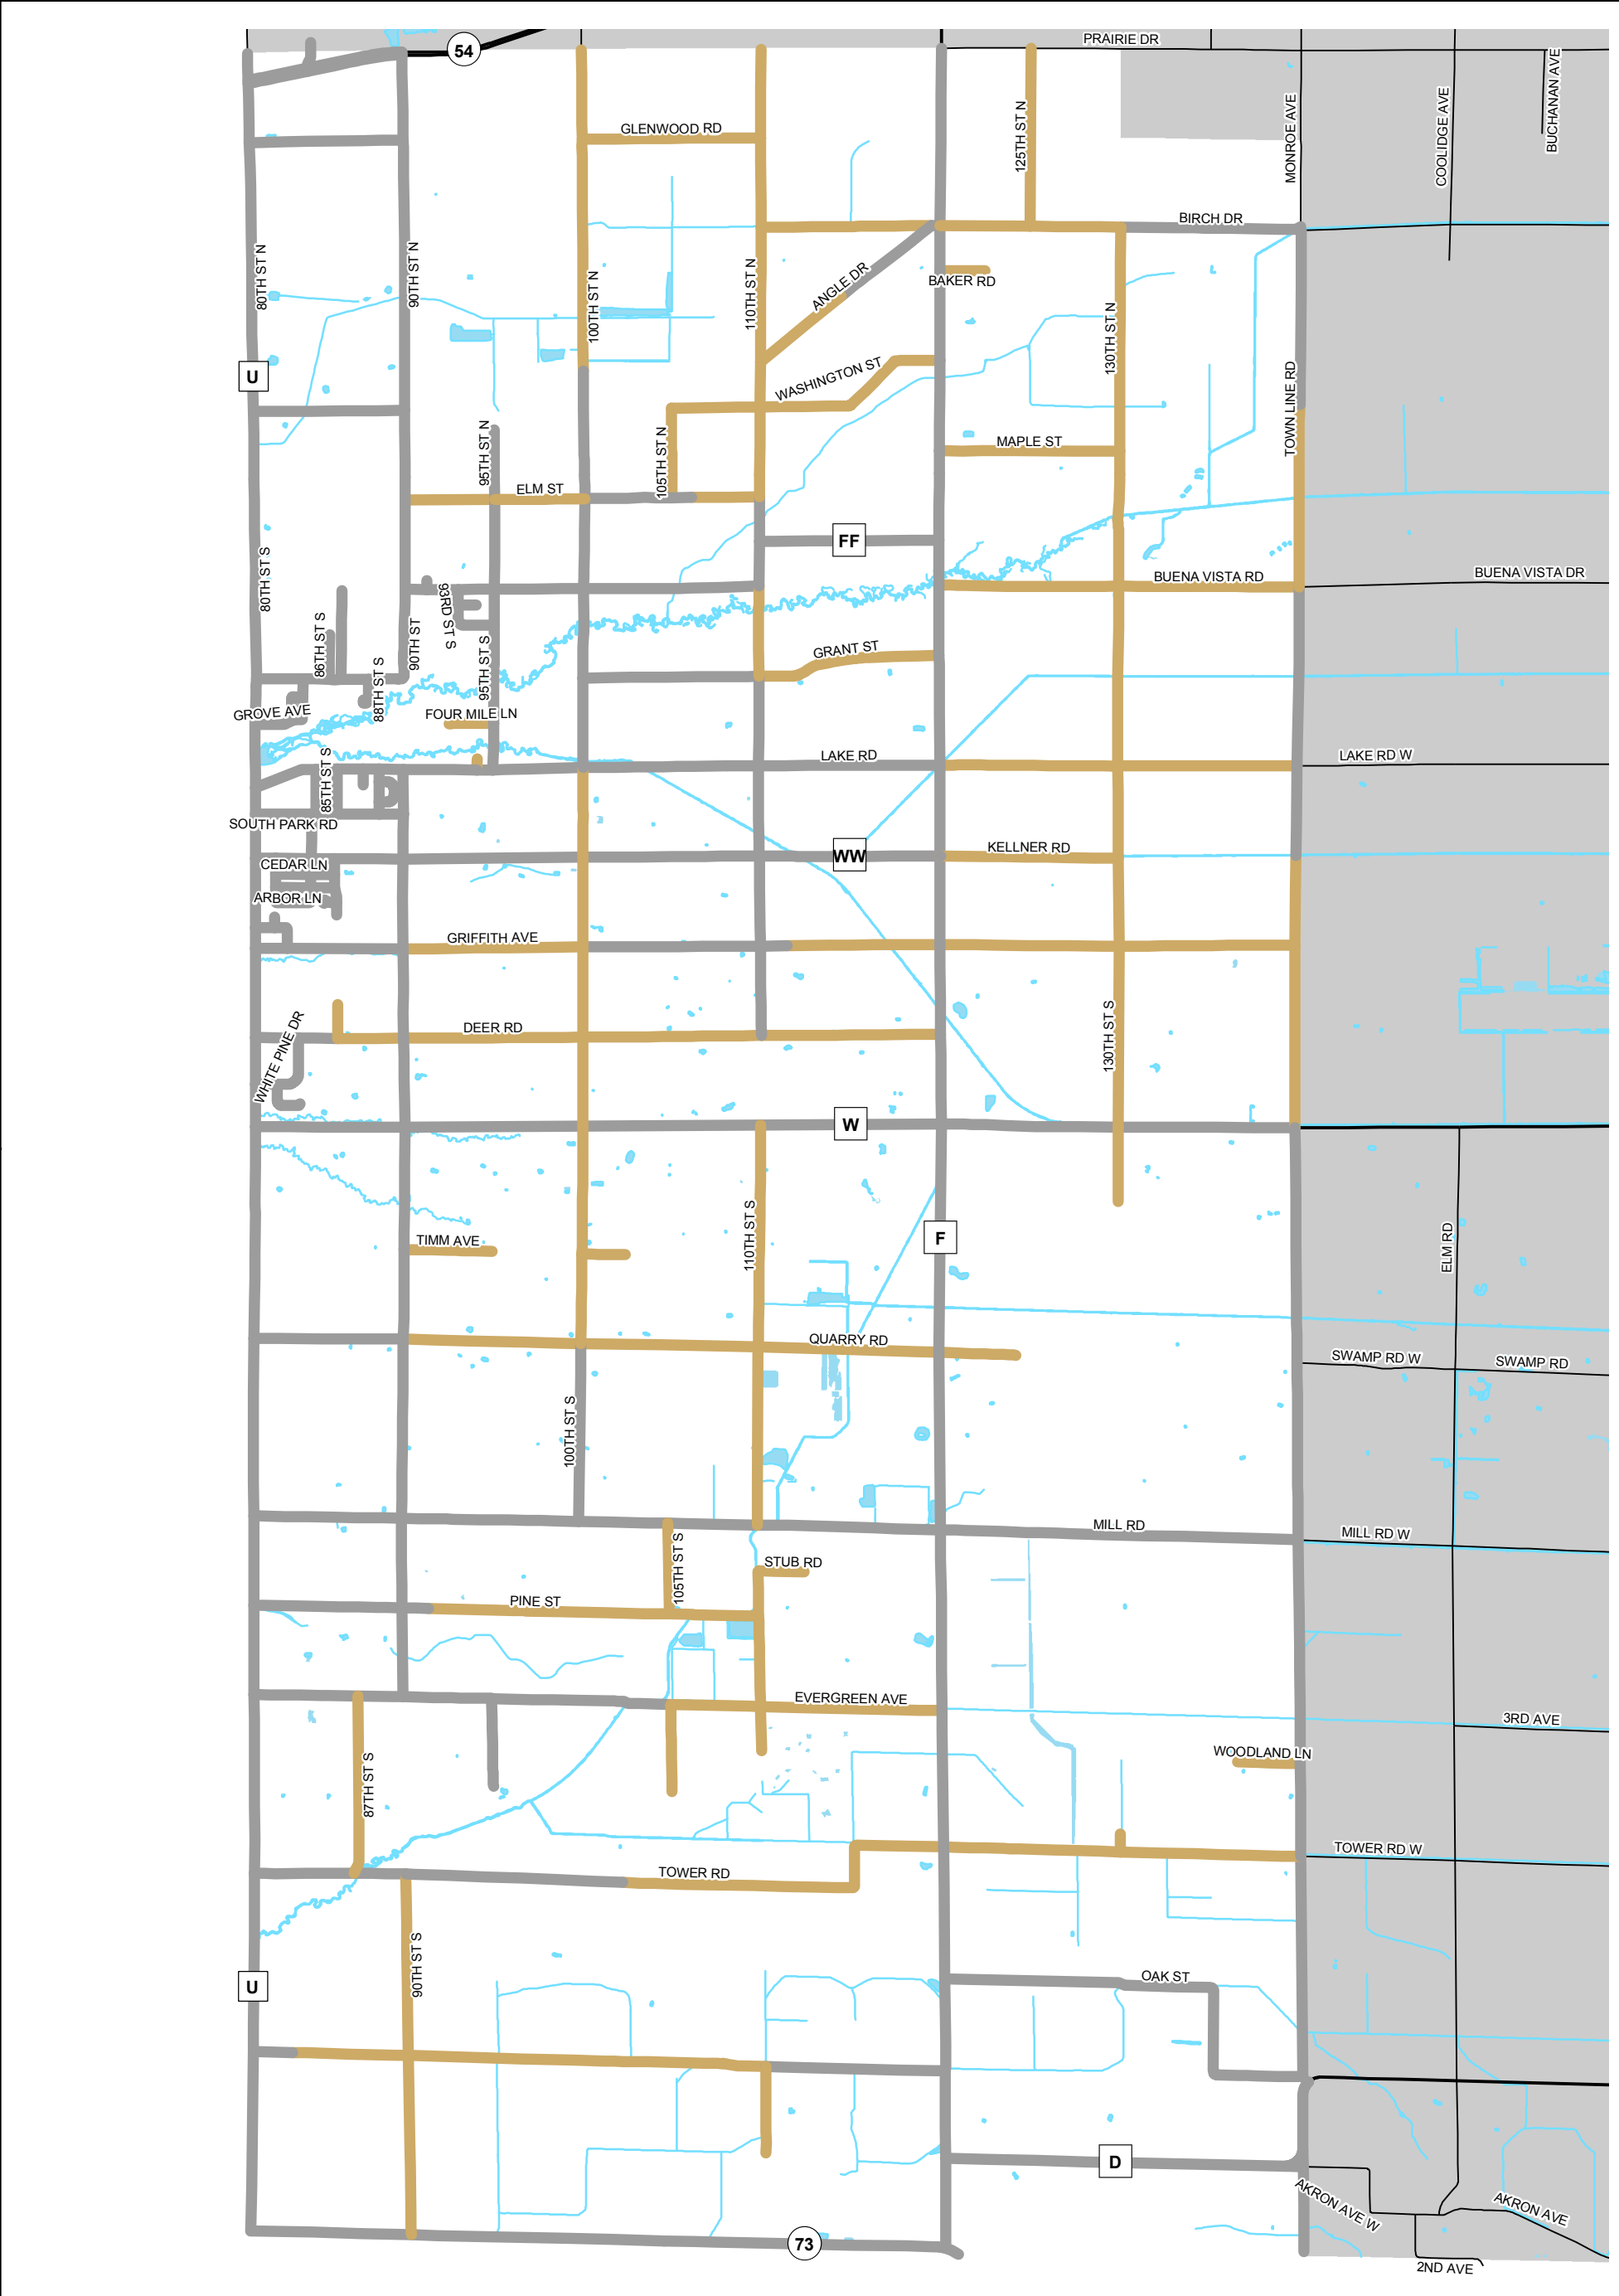 PRAIRIE DR
54
BUCHANAN AVE
COOLIDGE AVE
MONROE AVE
125TH ST N
GLENWOOD RD
BIRCH DR
80TH ST N
90TH ST N
100TH ST N
110TH ST N
ANGLE DR
BAKER RD
130TH ST N
U
WASHINGTON ST
TOWN LINE RD
95TH ST N
105TH ST N
MAPLE ST
ELM ST
FF
80TH ST S
BUENA VISTA RD
BUENA VISTA DR
93RD ST S
86TH ST S
90TH ST
GRANT ST
88TH ST S
95TH ST S
GROVE AVE
FOUR MILE LN
LAKE RD
LAKE RD W
85TH ST S
SOUTH PARK RD
WW
KELLNER RD
CEDAR LN
ARBOR LN
GRIFFITH AVE
DEER RD
WHITE PINE DR
130TH ST S
W
TIMM AVE
110TH ST S
F
ELM RD
QUARRY RD
SWAMP RD W
SWAMP RD
100TH ST S
MILL RD
MILL RD W
105TH ST S
STUB RD
PINE ST
EVERGREEN AVE
3RD AVE
WOODLAND LN
87TH ST S
TOWER RD
TOWER RD W
90TH ST S
OAK ST
U
D
AKRON AVE W
AKRON AVE
73
2ND AVE